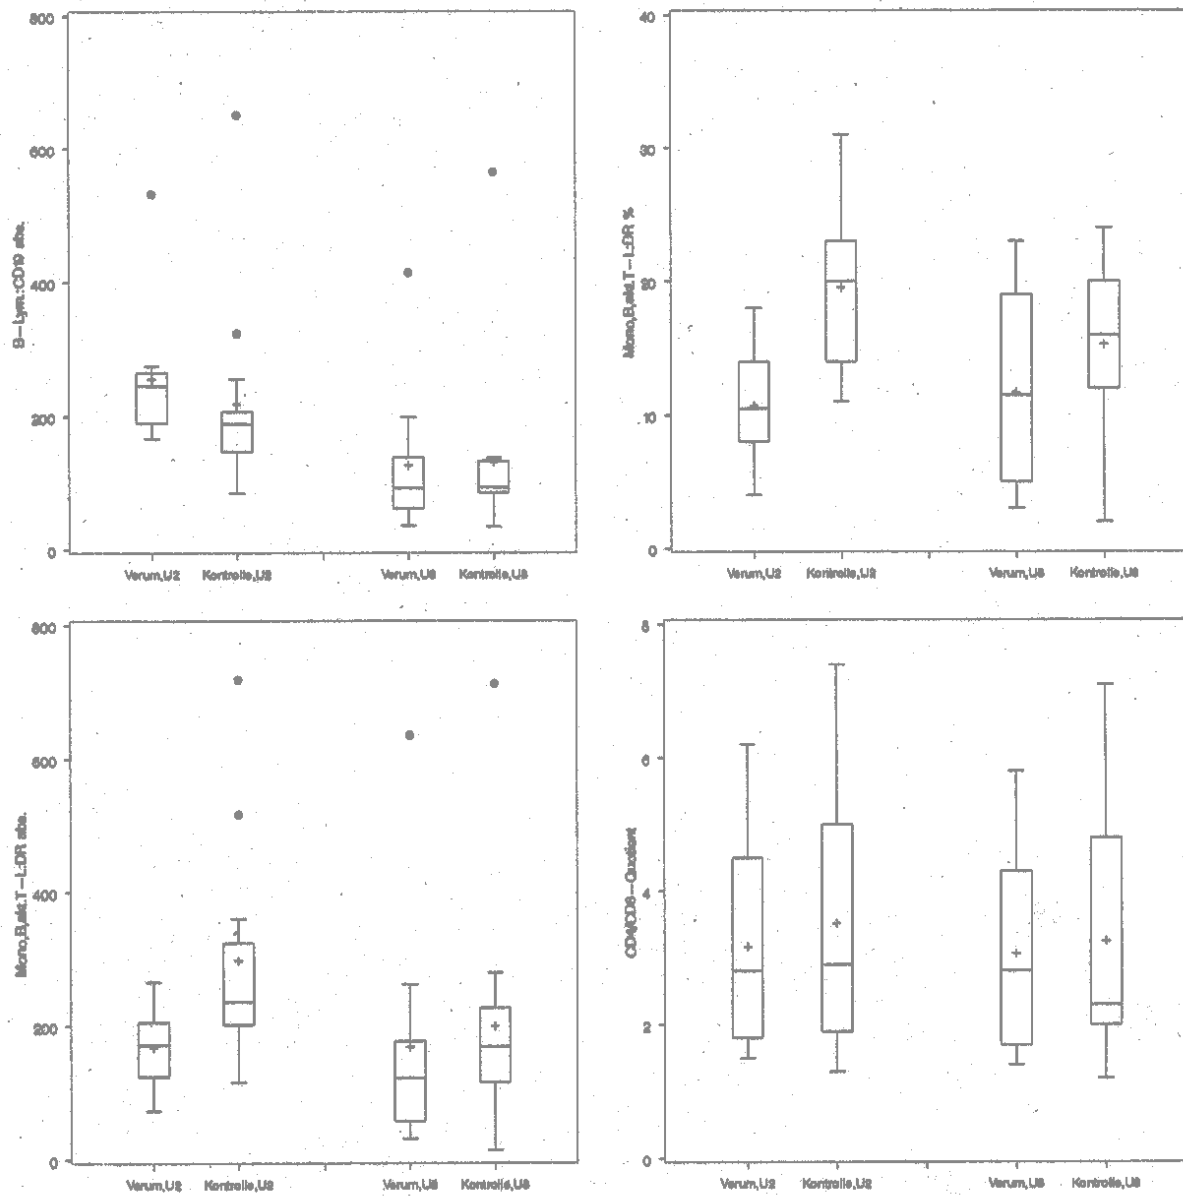 800
600
400
200
0
B-Lym.:CD19 abs.
Verum,U2 Kontrolle,U2 Verum,U8 Kontrolle,U8
40
30
20
10
0
Mono,B,akt.T-L:DR %
Verum,U2 Kontrolle,U2 Verum,U8 Kontrolle,U8
800
600
400
200
0
Mono,B,akt.T-L:DR abs.
Verum,U2 Kontrolle,U2 Verum,U8 Kontrolle,U8
8
6
4
2
0
CD4/CD8-Quotient
Verum,U2 Kontrolle,U2 Verum,U8 Kontrolle,U8